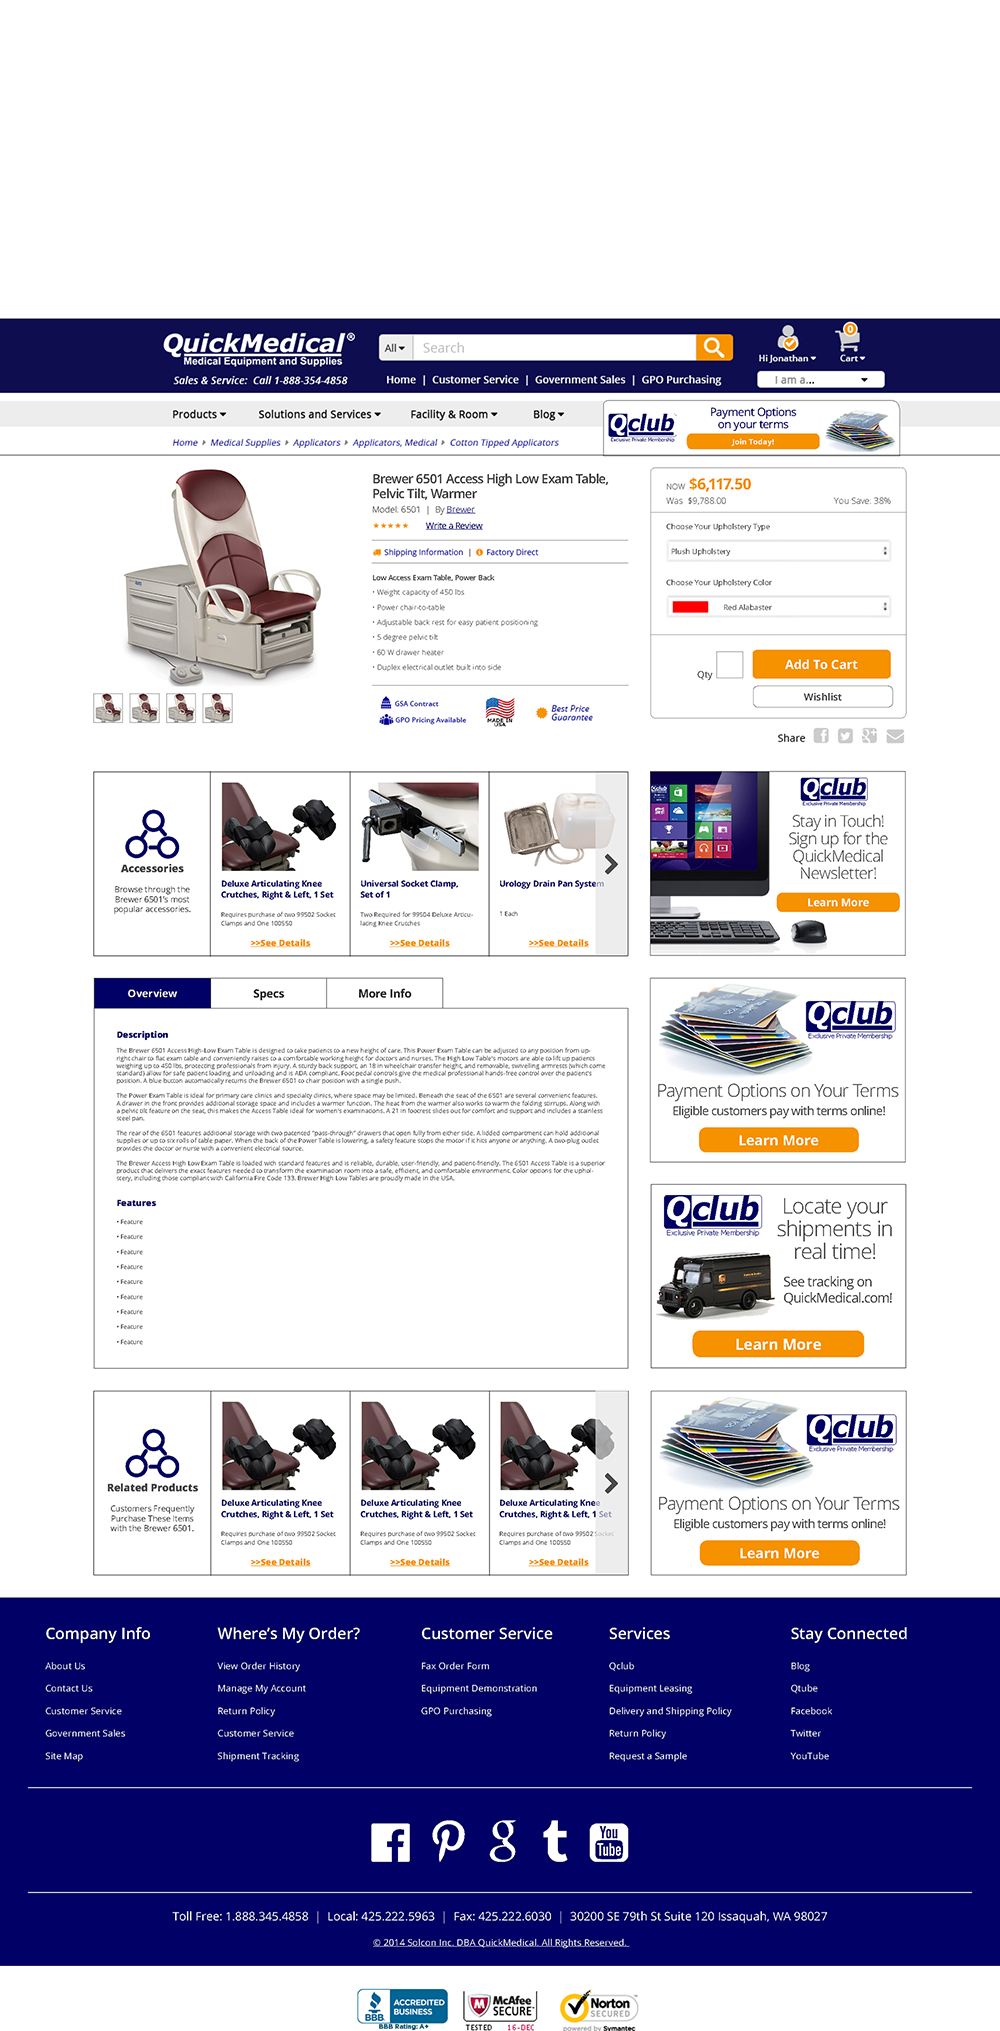 QuickMedical®
Medical Equipment and Supplies
Sales & Service: Call 1-888-354-4858
All
Search
Home | Customer Service | Government Sales | GPO Purchasing
0
Hi Jonathan
Cart
I am a...
Products
Solutions and Services
Facility & Room
Blog
Home
Medical Supplies
Applicators
Applicators, Medical
Cotton Tipped Applicators
Qclub
Exclusive Private Membership
Payment Options
on your terms
Join Today!
Brewer 6501 Access High Low Exam Table,
Pelvic Tilt, Warmer
Model: 6501 | By Brewer
Write a Review
Shipping Information | Factory Direct
Low Access Exam Table, Power Back
• Weight capacity of 450 lbs
• Power chair-to-table
• Adjustable back rest for easy patient positioning
• 5 degree pelvic tilt
• 60 W drawer heater
• Duplex electrical outlet built into side
GSA Contract
GPO Pricing Available
MADE IN
USA
Best Price
Guarantee
NOW $6,117.50
Was $9,788.00
You Save: 38%
Choose Your Upholstery Type
Plush Upholstery
Choose Your Upholstery Color
Red Alabaster
Qty
Add To Cart
Wishlist
Share
Accessories
Browse through the
Brewer 6501's most
popular accessories.
Deluxe Articulating Knee
Crutches, Right & Left, 1 Set
Requires purchase of two 99502 Socket
Clamps and One 100550
>>See Details
Universal Socket Clamp,
Set of 1
Two Required for 99504 Deluxe Articu-
lating Knee Crutches
>>See Details
Urology Drain Pan System
1 Each
>>See Details
Qclub
Exclusive Private Membership
Stay in Touch!
Sign up for the
QuickMedical
Newsletter!
Learn More
Overview
Specs
More Info
Description
The Brewer 6501 Access High-Low Exam Table is designed to take patients to a new height of care. This Power Exam Table can be adjusted to any position from up-
right chair to flat exam table and conveniently raises to a comfortable working height for doctors and nurses. The High Low Table's motors are able to lift up patients
weighing up to 450 lbs, protecting professionals from injury. A sturdy back support, an 18 in wheelchair transfer height, and removable, swiveling armrests (which come
standard) allow for safe patient loading and unloading and is ADA compliant. Foot pedal controls give the medical professional hands-free control over the patient's
position. A blue button automatically returns the Brewer 6501 to chair position with a single push.
The Power Exam Table is ideal for primary care clinics and specialty clinics, where space may be limited. Beneath the seat of the 6501 are several convenient features.
A drawer in the front provides additional storage space and includes a warmer function. The heat from the warmer also works to warm the folding stirrups. Along with
a pelvic tilt feature on the seat, this makes the Access Table ideal for women's examinations. A 21 in footrest slides out for comfort and support and includes a stainless
steel pan.
The rear of the 6501 features additional storage with two patented "pass-through" drawers that open fully from either side. A lidded compartment can hold additional
supplies or up to six rolls of table paper. When the back of the Power Table is lowering, a safety feature stops the motor if it hits anyone or anything. A two-plug outlet
provides the doctor or nurse with a convenient electrical source.
The Brewer Access High Low Exam Table is loaded with standard features and is reliable, durable, user-friendly, and patient-friendly. The 6501 Access Table is a superior
product that delivers the exact features needed to transform the examination room into a safe, efficient, and comfortable environment. Color options for the uphol-
stery, including those compliant with California Fire Code 133. Brewer High Low Tables are proudly made in the USA.
Features
• Feature
• Feature
• Feature
• Feature
• Feature
• Feature
• Feature
• Feature
• Feature
Qclub
Exclusive Private Membership
Payment Options on Your Terms
Eligible customers pay with terms online!
Learn More
Qclub
Exclusive Private Membership
Locate your
shipments in
real time!
See tracking on
QuickMedical.com!
Learn More
Related Products
Customers Frequently
Purchase These Items
with the Brewer 6501.
Deluxe Articulating Knee
Crutches, Right & Left, 1 Set
Requires purchase of two 99502 Socket
Clamps and One 100550
>>See Details
Deluxe Articulating Knee
Crutches, Right & Left, 1 Set
Requires purchase of two 99502 Socket
Clamps and One 100550
>>See Details
Deluxe Articulating Knee
Crutches, Right & Left, 1 Set
Requires purchase of two 99502 Socket
Clamps and One 100550
>>See Details
Qclub
Exclusive Private Membership
Payment Options on Your Terms
Eligible customers pay with terms online!
Learn More
Company Info
About Us
Contact Us
Customer Service
Government Sales
Site Map
Where's My Order?
View Order History
Manage My Account
Return Policy
Customer Service
Shipment Tracking
Customer Service
Fax Order Form
Equipment Demonstration
GPO Purchasing
Services
Qclub
Equipment Leasing
Delivery and Shipping Policy
Return Policy
Request a Sample
Stay Connected
Blog
Qtube
Facebook
Twitter
YouTube
You
Tube
Toll Free: 1.888.345.4858 | Local: 425.222.5963 | Fax: 425.222.6030 | 30200 SE 79th St Suite 120 Issaquah, WA 98027
© 2014 Solcon Inc. DBA QuickMedical. All Rights Reserved.
BBB
ACCREDITED
BUSINESS
BBB Rating: A+
McAfee
SECURE
TESTED 16-DEC
Norton
SECURED
powered by Symantec